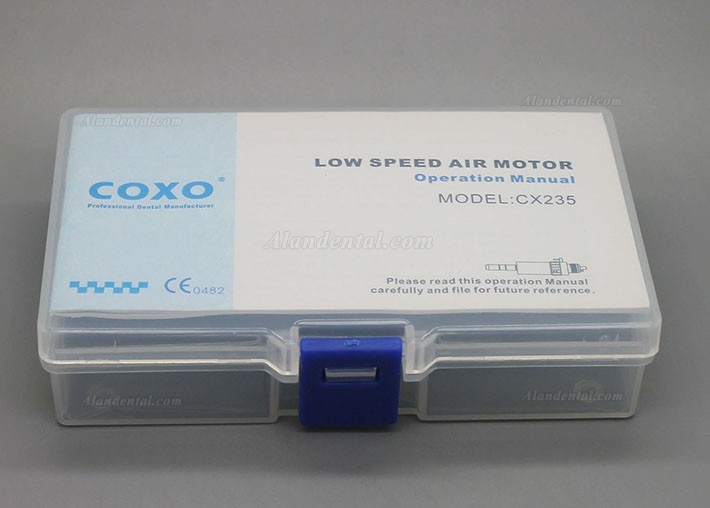 Alandental.com
Alandental.com
COXO®
Professional Dental Manufacturer
CE0482
LOW SPEED AIR MOTOR
Operation Manual
MODEL:CX235
Alandental.com
Please read this operation Manual
carefully and file for future reference.
Alandental.com
Alandental.com